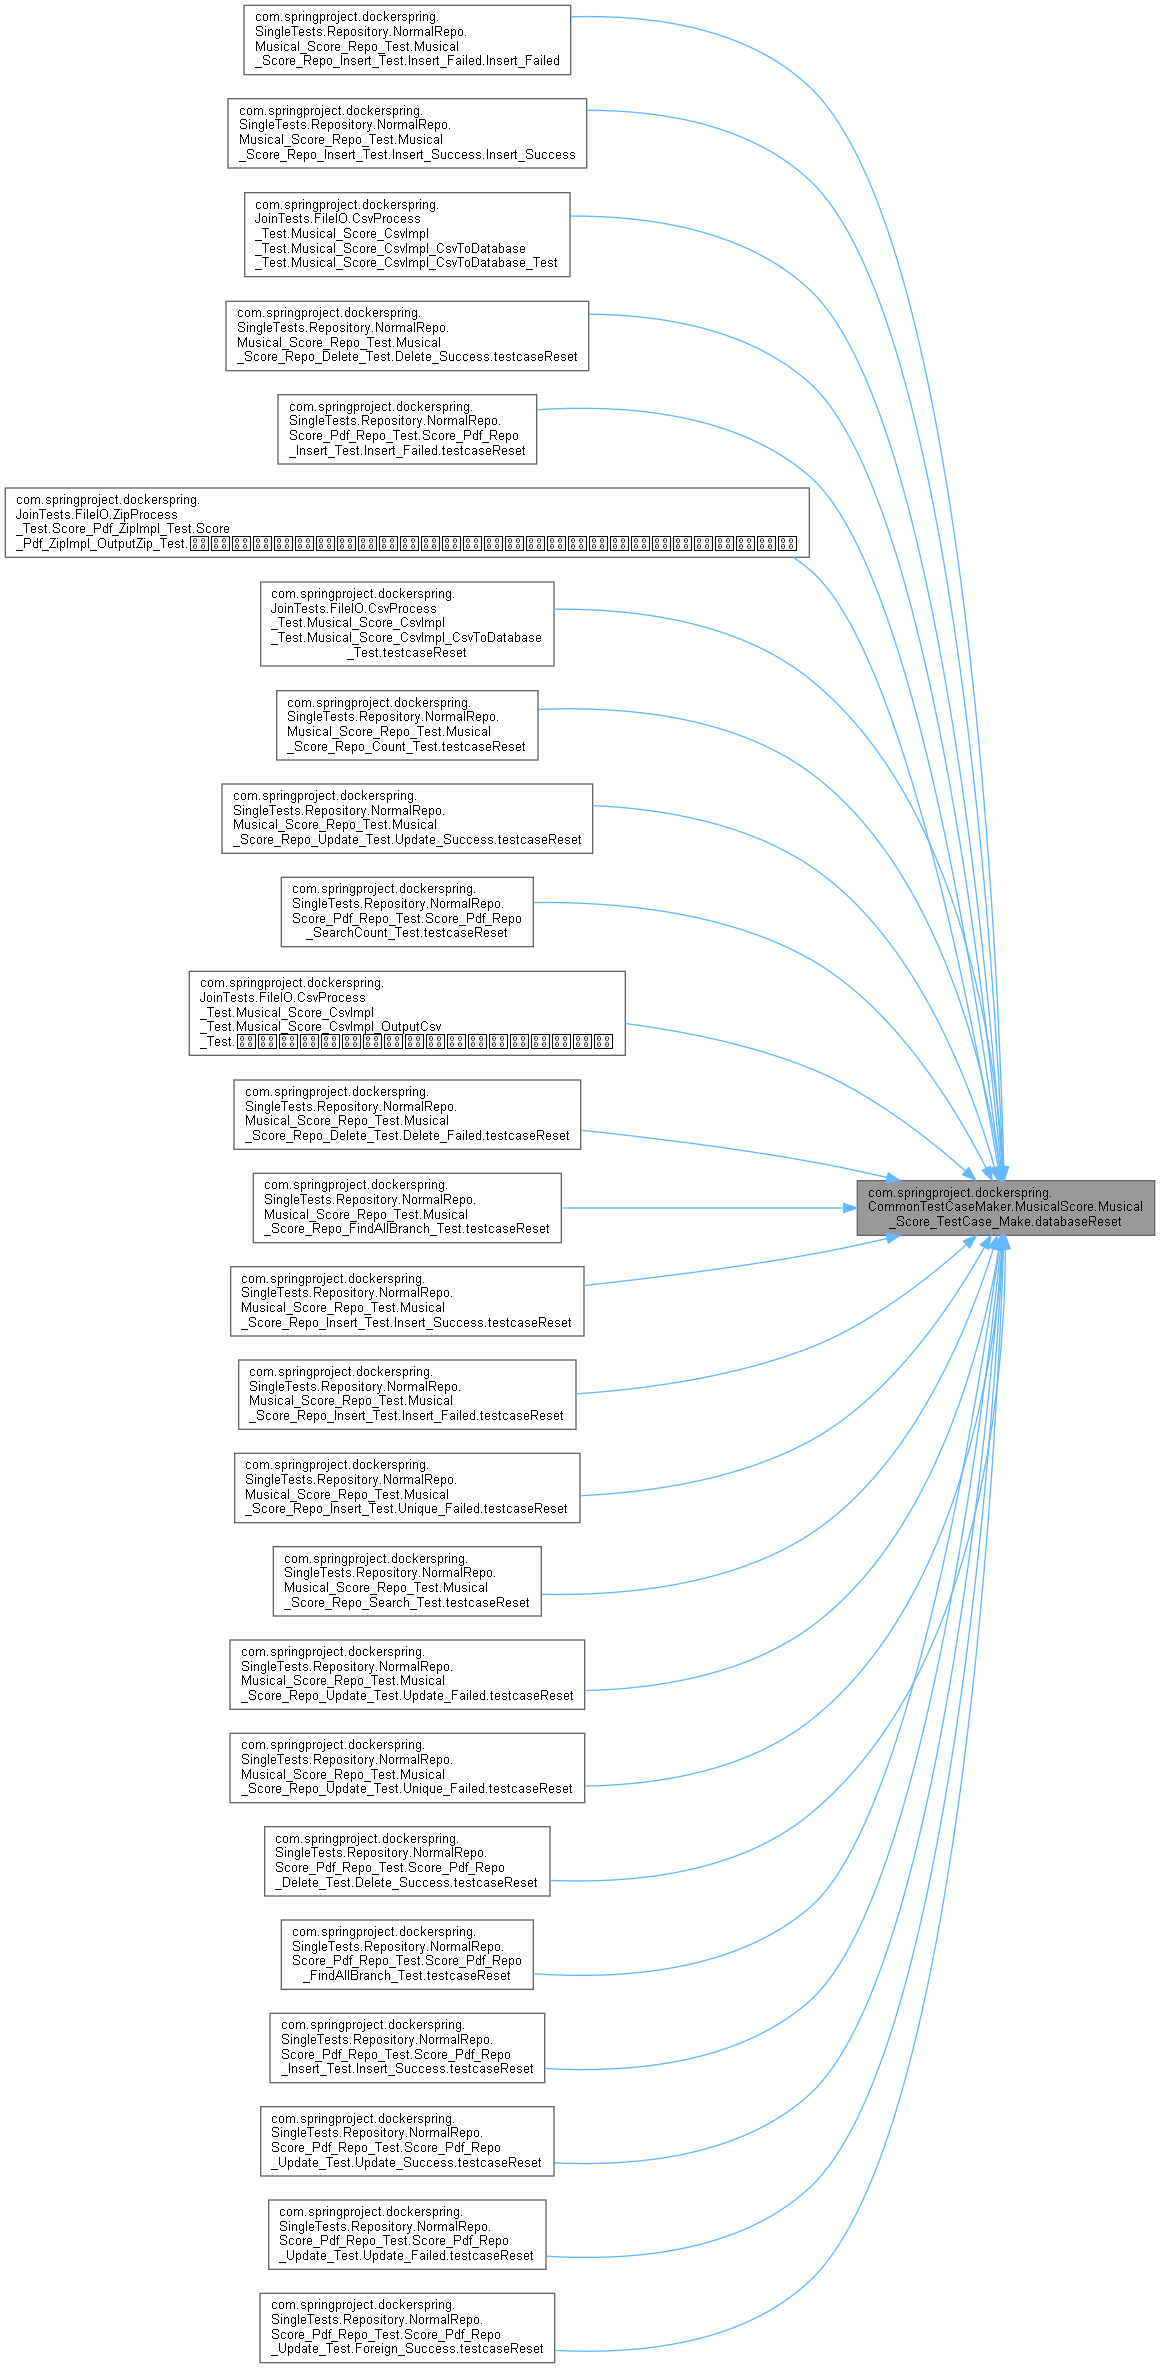 com.springproject.dockerspring.
SingleTests.Repository.NormalRepo.
Musical_Score_Repo_Test.Musical
_Score_Repo_Insert_Test.Insert_Failed.Insert_Failed
com.springproject.dockerspring.
SingleTests.Repository.NormalRepo.
Musical_Score_Repo_Test.Musical
_Score_Repo_Insert_Test.Insert_Success.Insert_Success
com.springproject.dockerspring.
JoinTests.FileIO.CsvProcess
_Test.Musical_Score_CsvImpl
_Test.Musical_Score_CsvImpl_CsvToDatabase
_Test.Musical_Score_CsvImpl_CsvToDatabase_Test
com.springproject.dockerspring.
SingleTests.Repository.NormalRepo.
Musical_Score_Repo_Test.Musical
_Score_Repo_Delete_Test.Delete_Success.testcaseReset
com.springproject.dockerspring.
SingleTests.Repository.NormalRepo.
Score_Pdf_Repo_Test.Score_Pdf_Repo
_Insert_Test.Insert_Failed.testcaseReset
com.springproject.dockerspring.
JoinTests.FileIO.ZipProcess
_Test.Score_Pdf_ZipImpl_Test.Score
_Pdf_ZipImpl_OutputZip_Test.
com.springproject.dockerspring.
JoinTests.FileIO.CsvProcess
_Test.Musical_Score_CsvImpl
_Test.Musical_Score_CsvImpl_CsvToDatabase
_Test.testcaseReset
com.springproject.dockerspring.
SingleTests.Repository.NormalRepo.
Musical_Score_Repo_Test.Musical
_Score_Repo_Count_Test.testcaseReset
com.springproject.dockerspring.
SingleTests.Repository.NormalRepo.
Musical_Score_Repo_Test.Musical
_Score_Repo_Update_Test.Update_Success.testcaseReset
com.springproject.dockerspring.
SingleTests.Repository.NormalRepo.
Score_Pdf_Repo_Test.Score_Pdf_Repo
_SearchCount_Test.testcaseReset
com.springproject.dockerspring.
JoinTests.FileIO.CsvProcess
_Test.Musical_Score_CsvImpl
_Test.Musical_Score_CsvImpl_OutputCsv
_Test.
com.springproject.dockerspring.
SingleTests.Repository.NormalRepo.
Musical_Score_Repo_Test.Musical
_Score_Repo_Delete_Test.Delete_Failed.testcaseReset
com.springproject.dockerspring.
SingleTests.Repository.NormalRepo.
Musical_Score_Repo_Test.Musical
_Score_Repo_FindAllBranch_Test.testcaseReset
com.springproject.dockerspring.
CommonTestCaseMaker.MusicalScore.Musical
_Score_TestCase_Make.databaseReset
com.springproject.dockerspring.
SingleTests.Repository.NormalRepo.
Musical_Score_Repo_Test.Musical
_Score_Repo_Insert_Test.Insert_Success.testcaseReset
com.springproject.dockerspring.
SingleTests.Repository.NormalRepo.
Musical_Score_Repo_Test.Musical
_Score_Repo_Insert_Test.Insert_Failed.testcaseReset
com.springproject.dockerspring.
SingleTests.Repository.NormalRepo.
Musical_Score_Repo_Test.Musical
_Score_Repo_Insert_Test.Unique_Failed.testcaseReset
com.springproject.dockerspring.
SingleTests.Repository.NormalRepo.
Musical_Score_Repo_Test.Musical
_Score_Repo_Search_Test.testcaseReset
com.springproject.dockerspring.
SingleTests.Repository.NormalRepo.
Musical_Score_Repo_Test.Musical
_Score_Repo_Update_Test.Update_Failed.testcaseReset
com.springproject.dockerspring.
SingleTests.Repository.NormalRepo.
Musical_Score_Repo_Test.Musical
_Score_Repo_Update_Test.Unique_Failed.testcaseReset
com.springproject.dockerspring.
SingleTests.Repository.NormalRepo.
Score_Pdf_Repo_Test.Score_Pdf_Repo
_Delete_Test.Delete_Success.testcaseReset
com.springproject.dockerspring.
SingleTests.Repository.NormalRepo.
Score_Pdf_Repo_Test.Score_Pdf_Repo
_FindAllBranch_Test.testcaseReset
com.springproject.dockerspring.
SingleTests.Repository.NormalRepo.
Score_Pdf_Repo_Test.Score_Pdf_Repo
_Insert_Test.Insert_Success.testcaseReset
com.springproject.dockerspring.
SingleTests.Repository.NormalRepo.
Score_Pdf_Repo_Test.Score_Pdf_Repo
_Update_Test.Update_Success.testcaseReset
com.springproject.dockerspring.
SingleTests.Repository.NormalRepo.
Score_Pdf_Repo_Test.Score_Pdf_Repo
_Update_Test.Update_Failed.testcaseReset
com.springproject.dockerspring.
SingleTests.Repository.NormalRepo.
Score_Pdf_Repo_Test.Score_Pdf_Repo
_Update_Test.Foreign_Success.testcaseReset